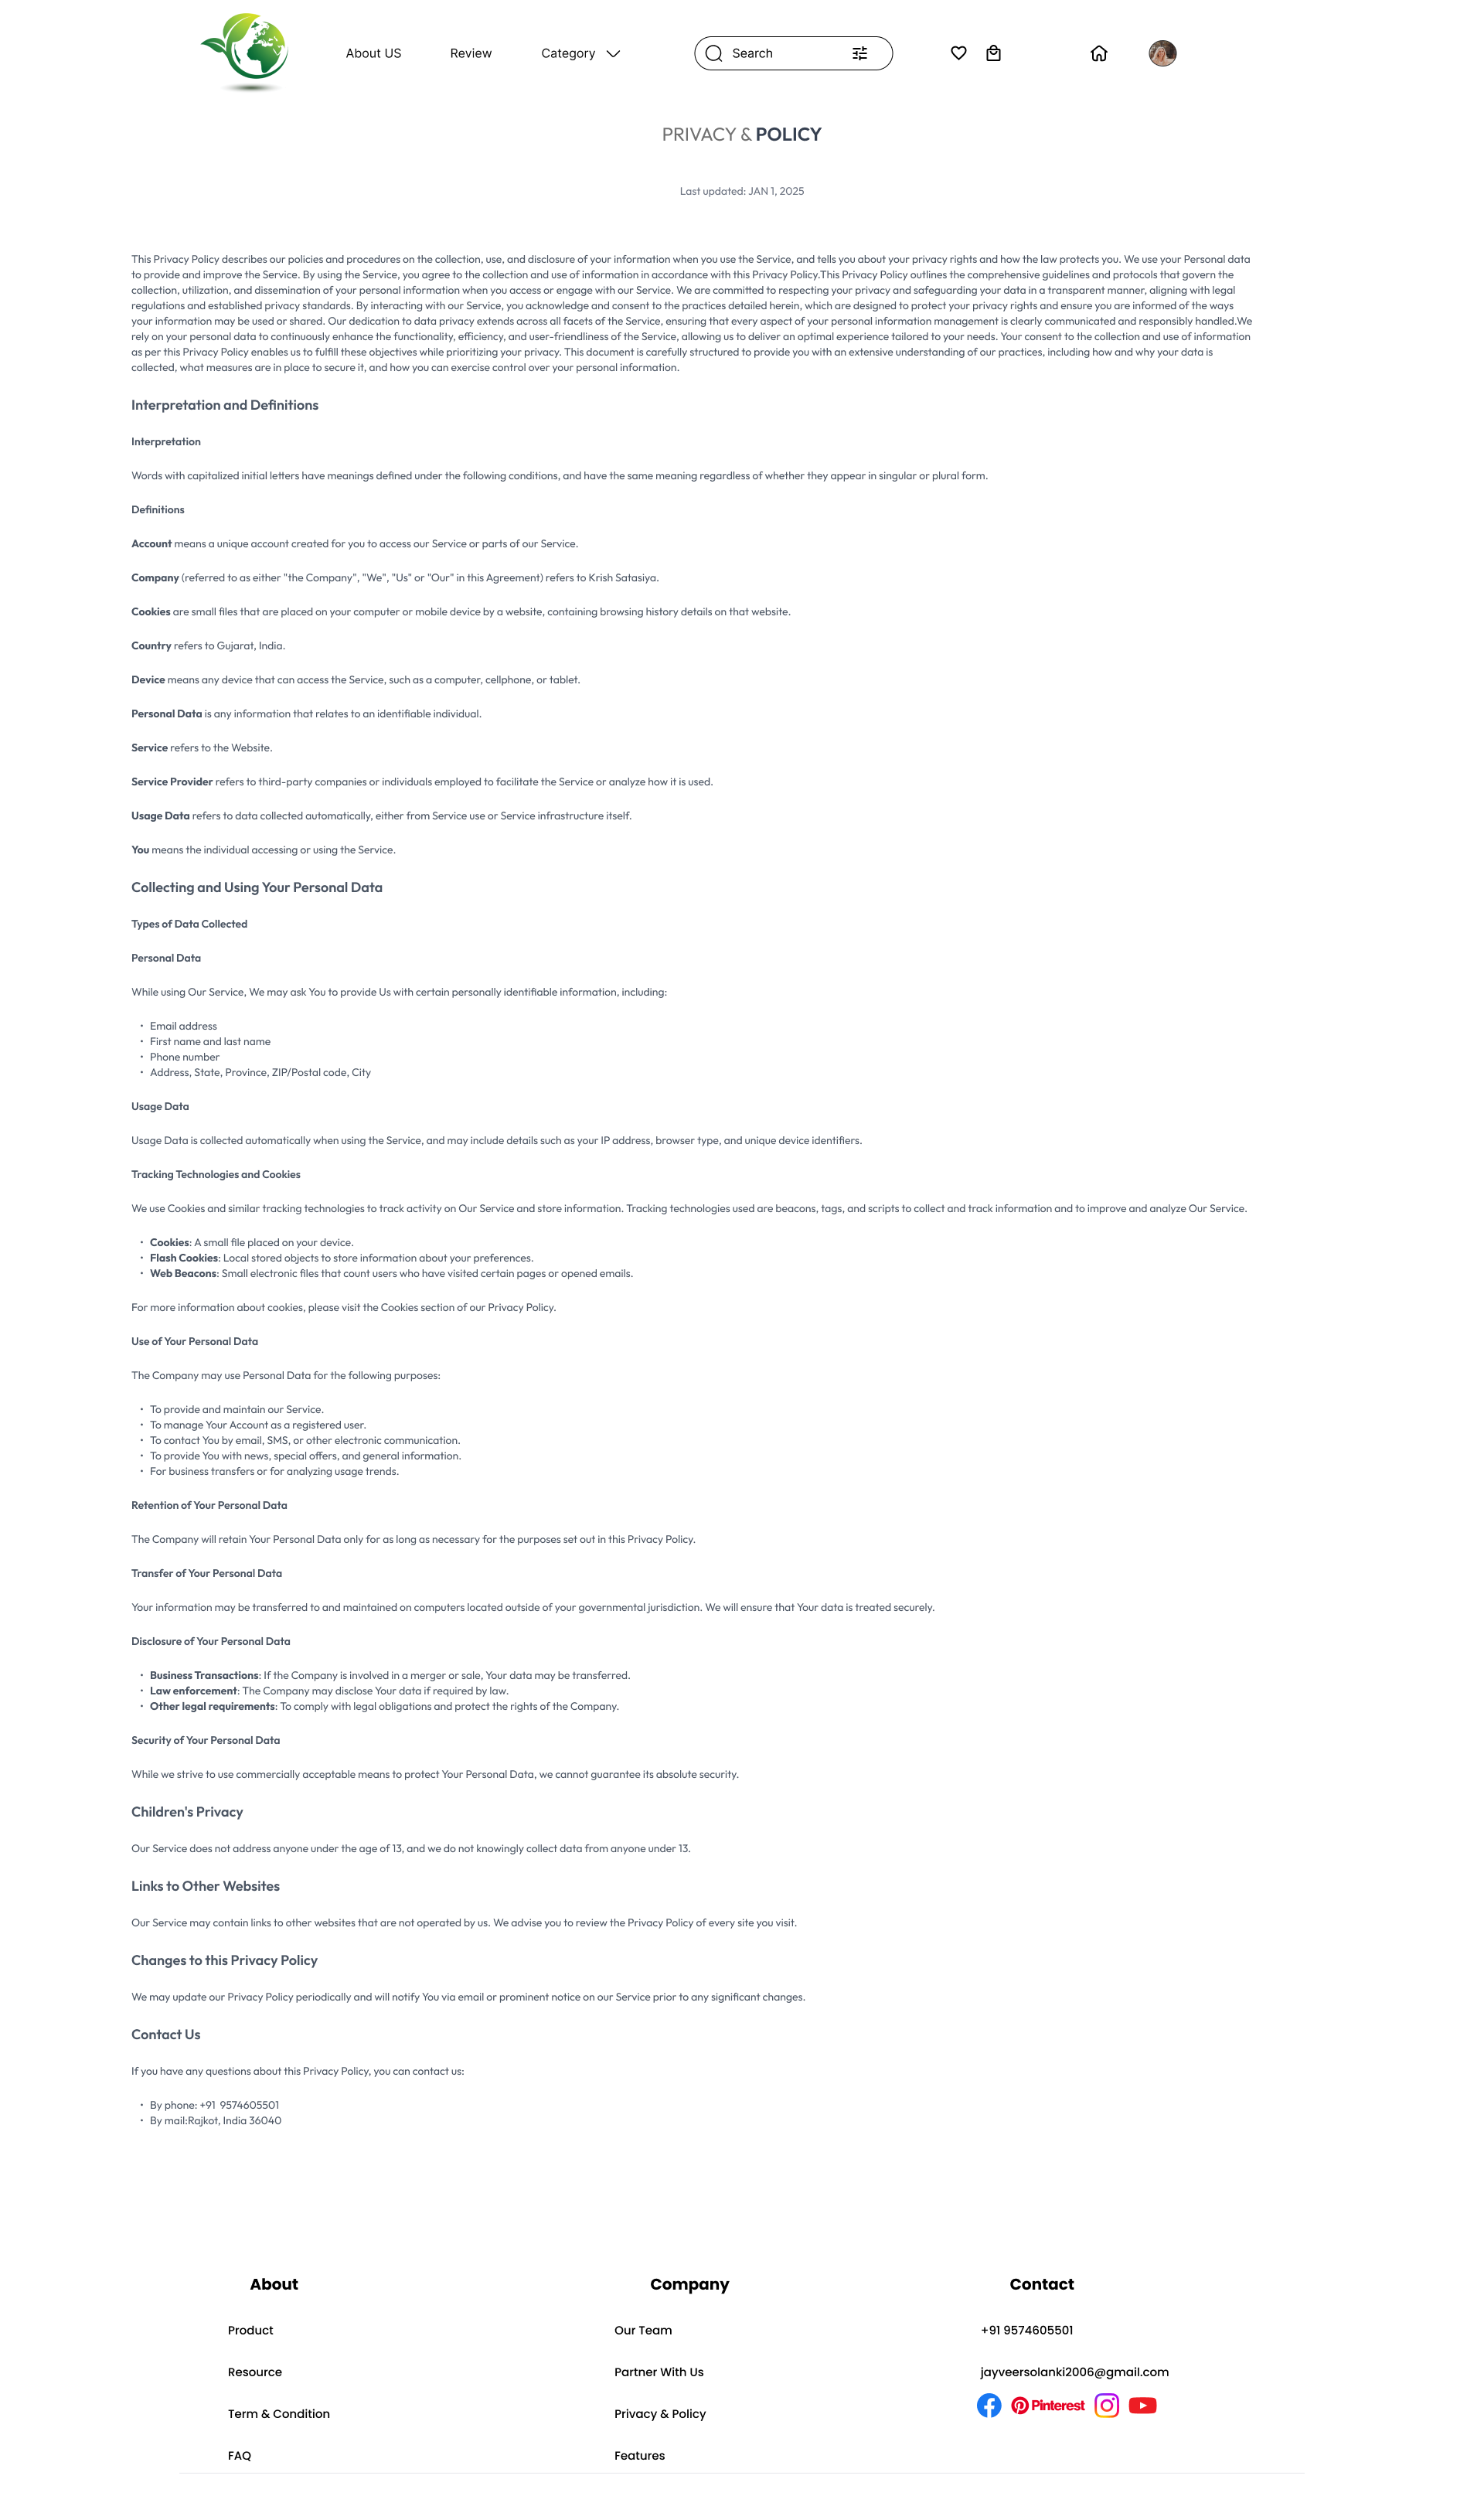 About US
Review
Category
Search
PRIVACY & POLICY
Last updated: JAN 1, 2025
This Privacy Policy describes our policies and procedures on the collection, use, and disclosure of your information when you use the Service, and tells you about your privacy rights and how the law protects you. We use your Personal data
to provide and improve the Service. By using the Service, you agree to the collection and use of information in accordance with this Privacy Policy.This Privacy Policy outlines the comprehensive guidelines and protocols that govern the
collection, utilization, and dissemination of your personal information when you access or engage with our Service. We are committed to respecting your privacy and safeguarding your data in a transparent manner, aligning with legal
regulations and established privacy standards. By interacting with our Service, you acknowledge and consent to the practices detailed herein, which are designed to protect your privacy rights and ensure you are informed of the ways
your information may be used or shared. Our dedication to data privacy extends across all facets of the Service, ensuring that every aspect of your personal information management is clearly communicated and responsibly handled.We
rely on your personal data to continuously enhance the functionality, efficiency, and user-friendliness of the Service, allowing us to deliver an optimal experience tailored to your needs. Your consent to the collection and use of information
as per this Privacy Policy enables us to fulfill these objectives while prioritizing your privacy. This document is carefully structured to provide you with an extensive understanding of our practices, including how and why your data is
collected, what measures are in place to secure it, and how you can exercise control over your personal information.
Interpretation and Definitions
Interpretation
Words with capitalized initial letters have meanings defined under the following conditions, and have the same meaning regardless of whether they appear in singular or plural form.
Definitions
Account means a unique account created for you to access our Service or parts of our Service.
Company (referred to as either "the Company", "We", "Us" or "Our" in this Agreement) refers to Krish Satasiya.
Cookies are small files that are placed on your computer or mobile device by a website, containing browsing history details on that website.
Country refers to Gujarat, India.
Device means any device that can access the Service, such as a computer, cellphone, or tablet.
Personal Data is any information that relates to an identifiable individual.
Service refers to the Website.
Service Provider refers to third-party companies or individuals employed to facilitate the Service or analyze how it is used.
Usage Data refers to data collected automatically, either from Service use or Service infrastructure itself.
You means the individual accessing or using the Service.
Collecting and Using Your Personal Data
Types of Data Collected
Personal Data
While using Our Service, We may ask You to provide Us with certain personally identifiable information, including:
• Email address
• First name and last name
• Phone number
• Address, State, Province, ZIP/Postal code, City
Usage Data
Usage Data is collected automatically when using the Service, and may include details such as your IP address, browser type, and unique device identifiers.
Tracking Technologies and Cookies
We use Cookies and similar tracking technologies to track activity on Our Service and store information. Tracking technologies used are beacons, tags, and scripts to collect and track information and to improve and analyze Our Service.
• Cookies: A small file placed on your device.
• Flash Cookies: Local stored objects to store information about your preferences.
• Web Beacons: Small electronic files that count users who have visited certain pages or opened emails.
For more information about cookies, please visit the Cookies section of our Privacy Policy.
Use of Your Personal Data
The Company may use Personal Data for the following purposes:
• To provide and maintain our Service.
• To manage Your Account as a registered user.
• To contact You by email, SMS, or other electronic communication.
• To provide You with news, special offers, and general information.
• For business transfers or for analyzing usage trends.
Retention of Your Personal Data
The Company will retain Your Personal Data only for as long as necessary for the purposes set out in this Privacy Policy.
Transfer of Your Personal Data
Your information may be transferred to and maintained on computers located outside of your governmental jurisdiction. We will ensure that Your data is treated securely.
Disclosure of Your Personal Data
• Business Transactions: If the Company is involved in a merger or sale, Your data may be transferred.
• Law enforcement: The Company may disclose Your data if required by law.
• Other legal requirements: To comply with legal obligations and protect the rights of the Company.
Security of Your Personal Data
While we strive to use commercially acceptable means to protect Your Personal Data, we cannot guarantee its absolute security.
Children's Privacy
Our Service does not address anyone under the age of 13, and we do not knowingly collect data from anyone under 13.
Links to Other Websites
Our Service may contain links to other websites that are not operated by us. We advise you to review the Privacy Policy of every site you visit.
Changes to this Privacy Policy
We may update our Privacy Policy periodically and will notify You via email or prominent notice on our Service prior to any significant changes.
Contact Us
If you have any questions about this Privacy Policy, you can contact us:
• By phone: +91 9574605501
• By mail:Rajkot, India 36040
About
Product
Resource
Term & Condition
FAQ
Company
Our Team
Partner With Us
Privacy & Policy
Features
Contact
+91 9574605501
jayveersolanki2006@gmail.com
Pinterest